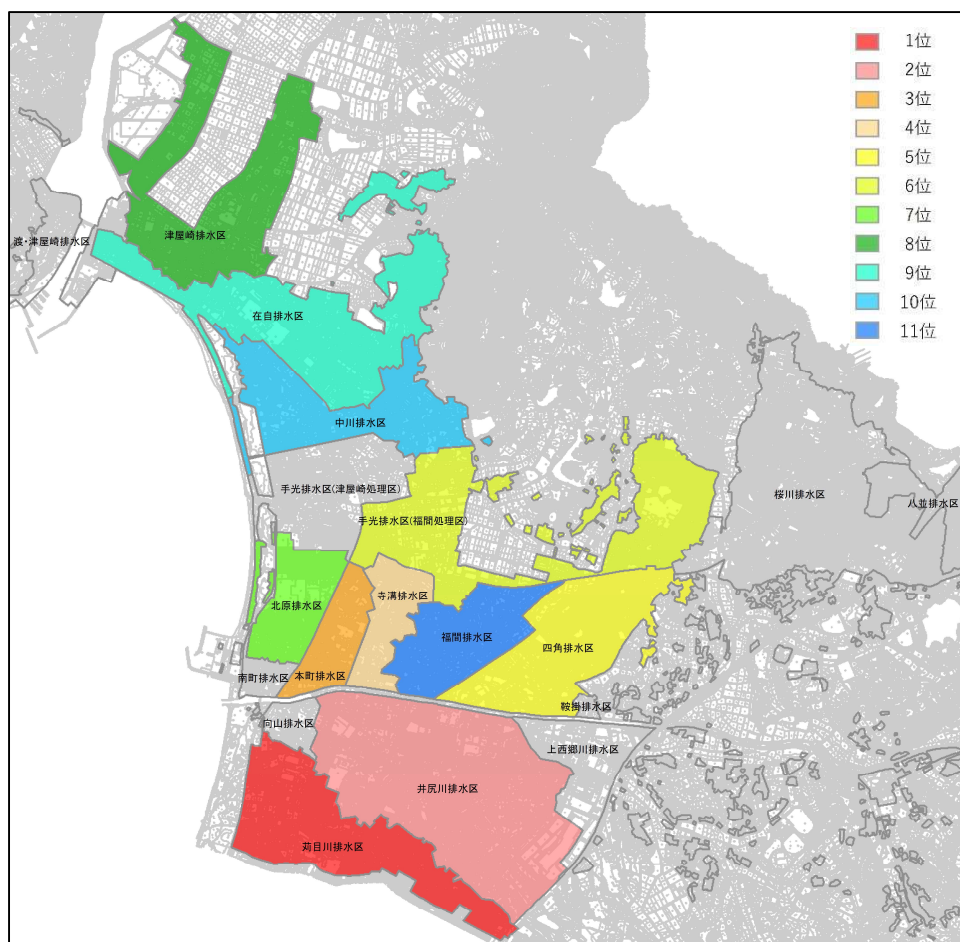 1位
2位
3位
4位
5位
6位
7位
8位
9位
10位
11位
津屋崎排水区
渡・津屋崎排水区
在自排水区
中川排水区
手光排水区(津屋崎処理区)
桜川排水区
八並排水区
手光排水区(福間処理区)
寺溝排水区
北原排水区
福間排水区
四角排水区
本町排水区
南町排水区
鞍掛排水区
向山排水区
上西郷川排水区
井尻川排水区
苅目川排水区